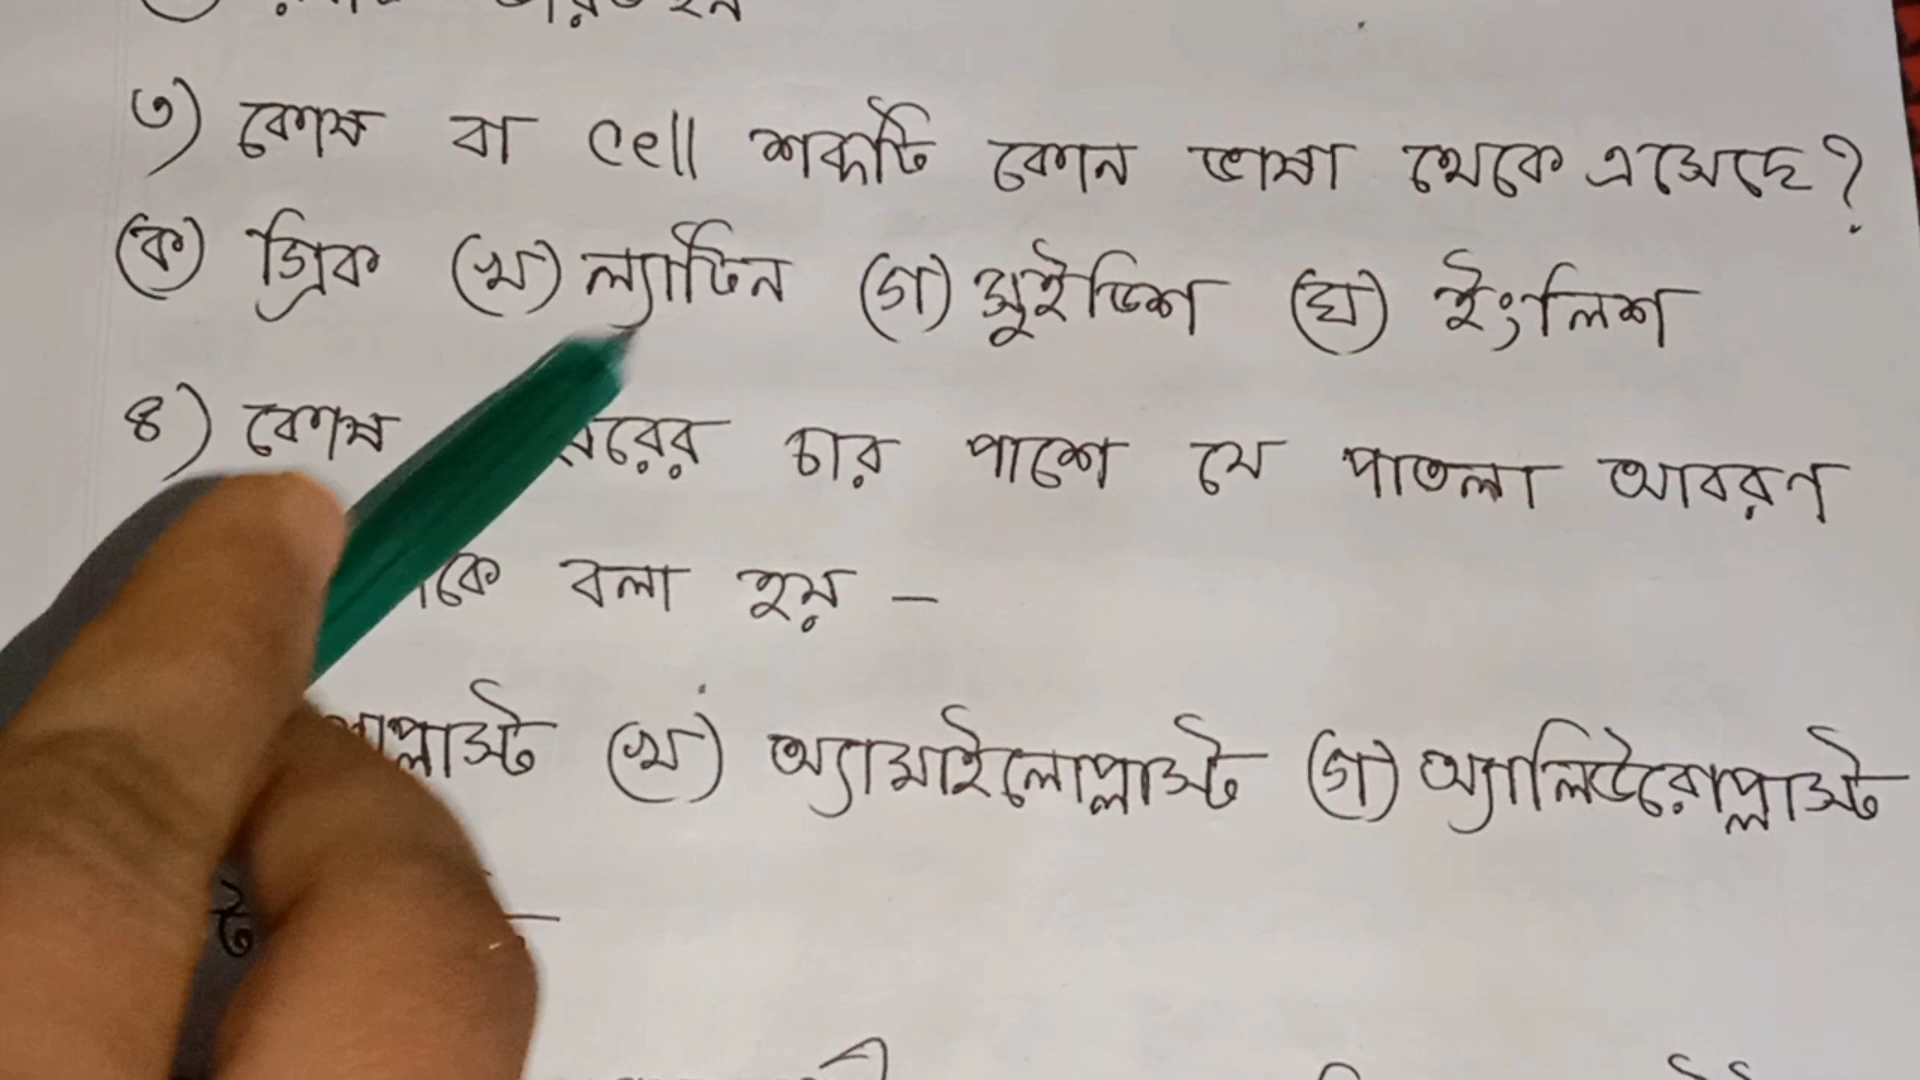 ৩) কোষ বা Cell শব্দটি কোন ভাষা থেকে এসেছে?
(ক) গ্রিক (খ) ল্যাটিন (গ) সুইডিশ (ঘ) ইংলিশ
৪) কোষ চার পাশে যে পাতলা আবরণ
বলা হয় –
(খ) অ্যামাইলোপ্লাস্ট (গ) অ্যালিউরোপ্লাস্ট